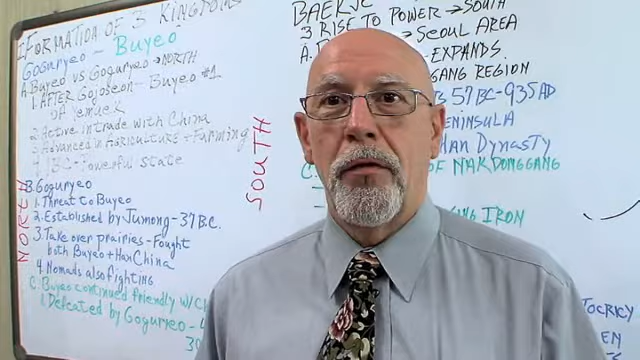 I FORMATION OF 3 KINGDOMS
Goguryeo - Buyeo
A. Buyeo vs Goguryeo → NORTH
1. AFTER Gojoseon - Buyeo #1
OF YEMUEK
2. Active in trade with China
3. Advanced in Agriculture + Farming
1 BC - Powerful state
B. Goguryeo
1. Threat to Buyeo
2. Established by Jumong - 37 B.C.
3. Take over prairies - Fought
both Buyeo + Han China
4. Nomads also fighting
C. Buyeo continued friendly w/
1. Defeated by Goguryeo -
NORTH
SOUTH
BAEKJE
3 RISE TO POWER → SOUTH
→ SEOUL AREA
- EXPANDS
REGION
57 BC - 935 AD
PENINSULA
HAN DYNASTY
C.
OF NAKDONGGANG
IRON